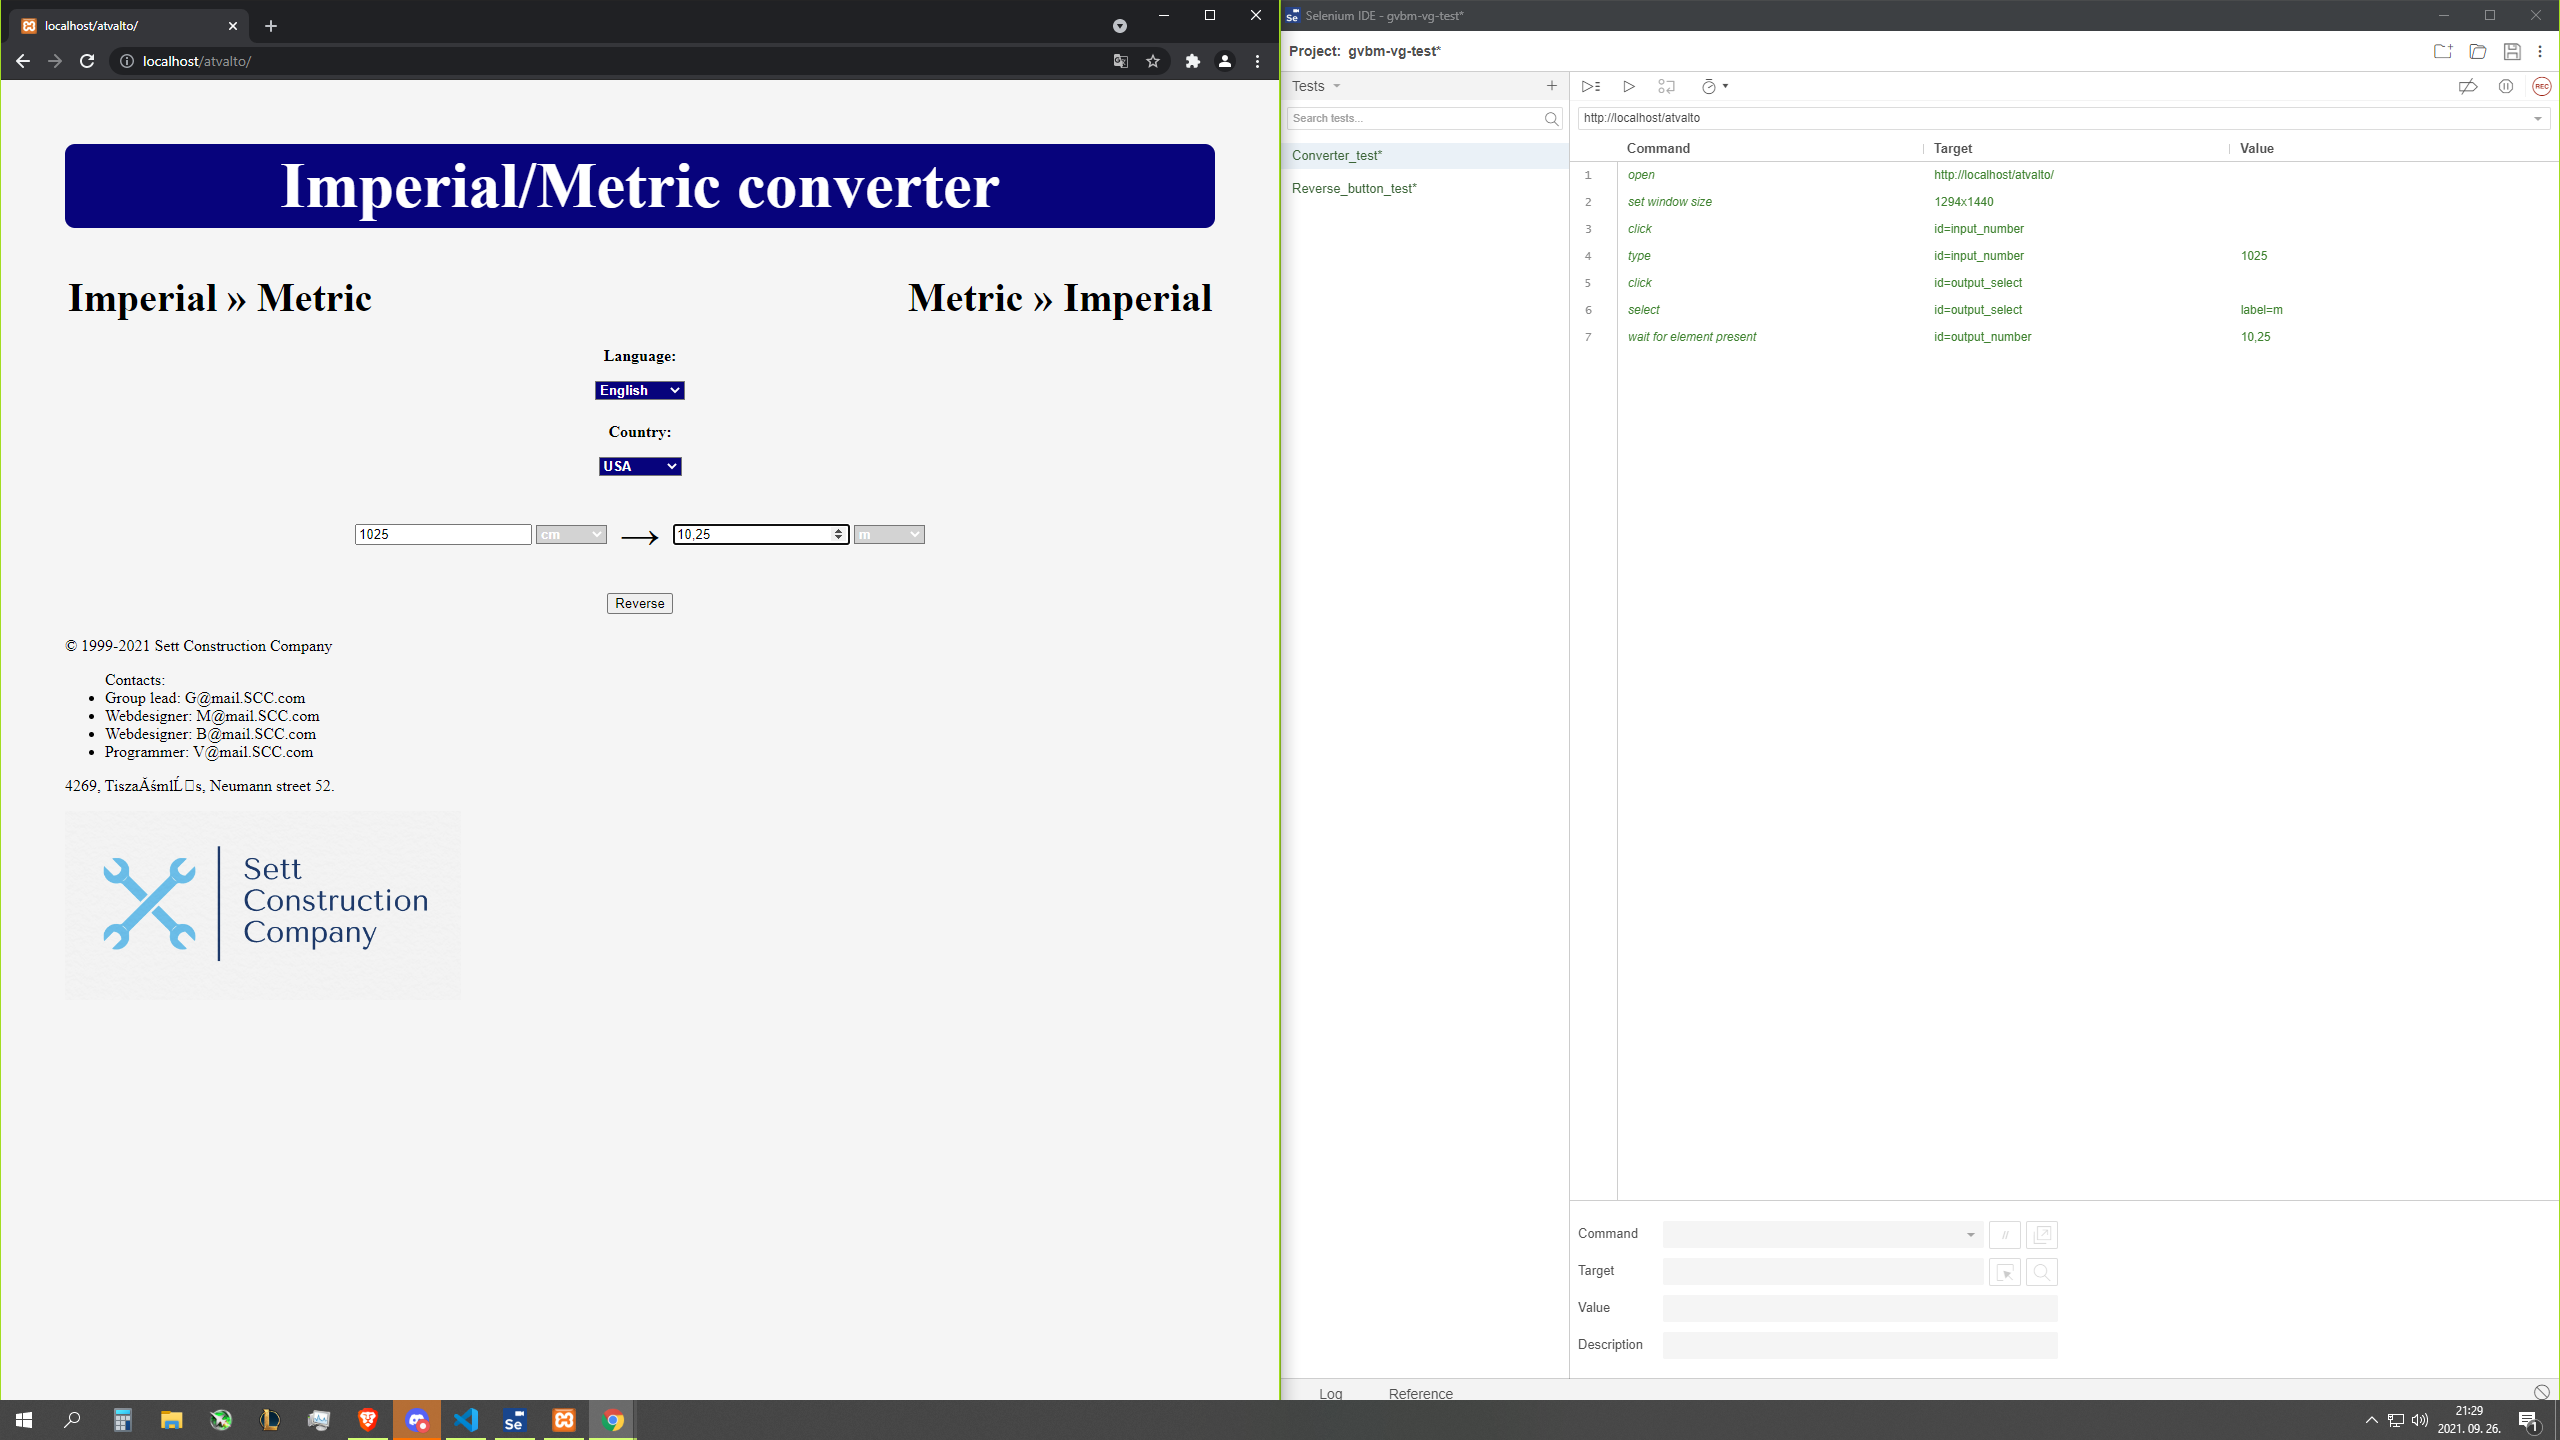 localhost/atvalto/
localhost/atvalto/
Imperial/Metric converter
Imperial » Metric
Metric » Imperial
Language:
English
Country:
USA
1025 cm → 10,25 m
Reverse
© 1999-2021 Sett Construction Company
Contacts:
• Group lead: G@mail.SCC.com
• Webdesigner: M@mail.SCC.com
• Webdesigner: B@mail.SCC.com
• Programmer: V@mail.SCC.com
4269, TiszaĂśmlĹ□s, Neumann street 52.
Sett
Construction
Company
Se Selenium IDE - gvbm-vg-test*
Project: gvbm-vg-test*
Tests
Search tests...
Converter_test*
Reverse_button_test*
REC
http://localhost/atvalto
Command Target Value
1 open http://localhost/atvalto/
2 set window size 1294x1440
3 click id=input_number
4 type id=input_number 1025
5 click id=output_select
6 select id=output_select label=m
7 wait for element present id=output_number 10,25
Command
//
Target
Value
Description
Log Reference
Se
21:29
2021. 09. 26.
1